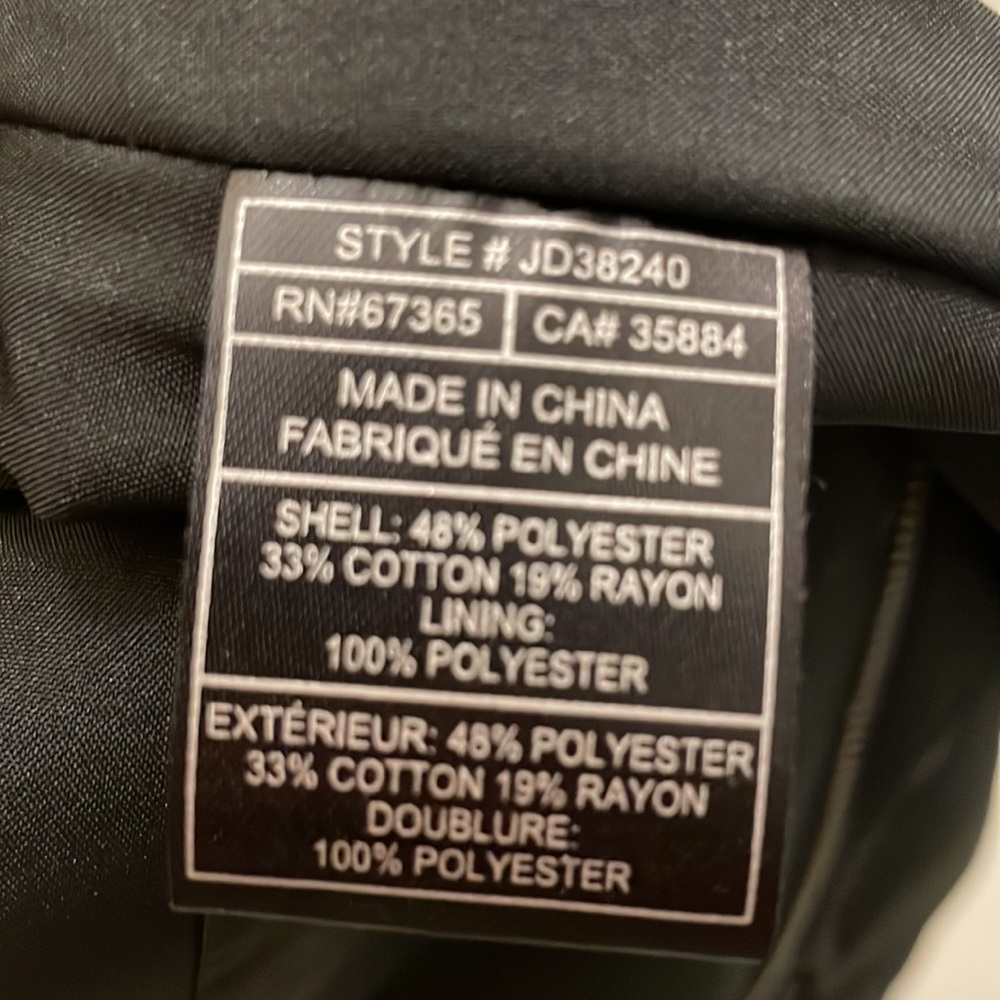 STYLE # JD38240
RN#67365 CA# 35884
MADE IN CHINA
FABRIQUÉ EN CHINE
SHELL: 48% POLYESTER
33% COTTON 19% RAYON
LINING:
100% POLYESTER
EXTÉRIEUR: 48% POLYESTER
33% COTTON 19% RAYON
DOUBLURE:
100% POLYESTER